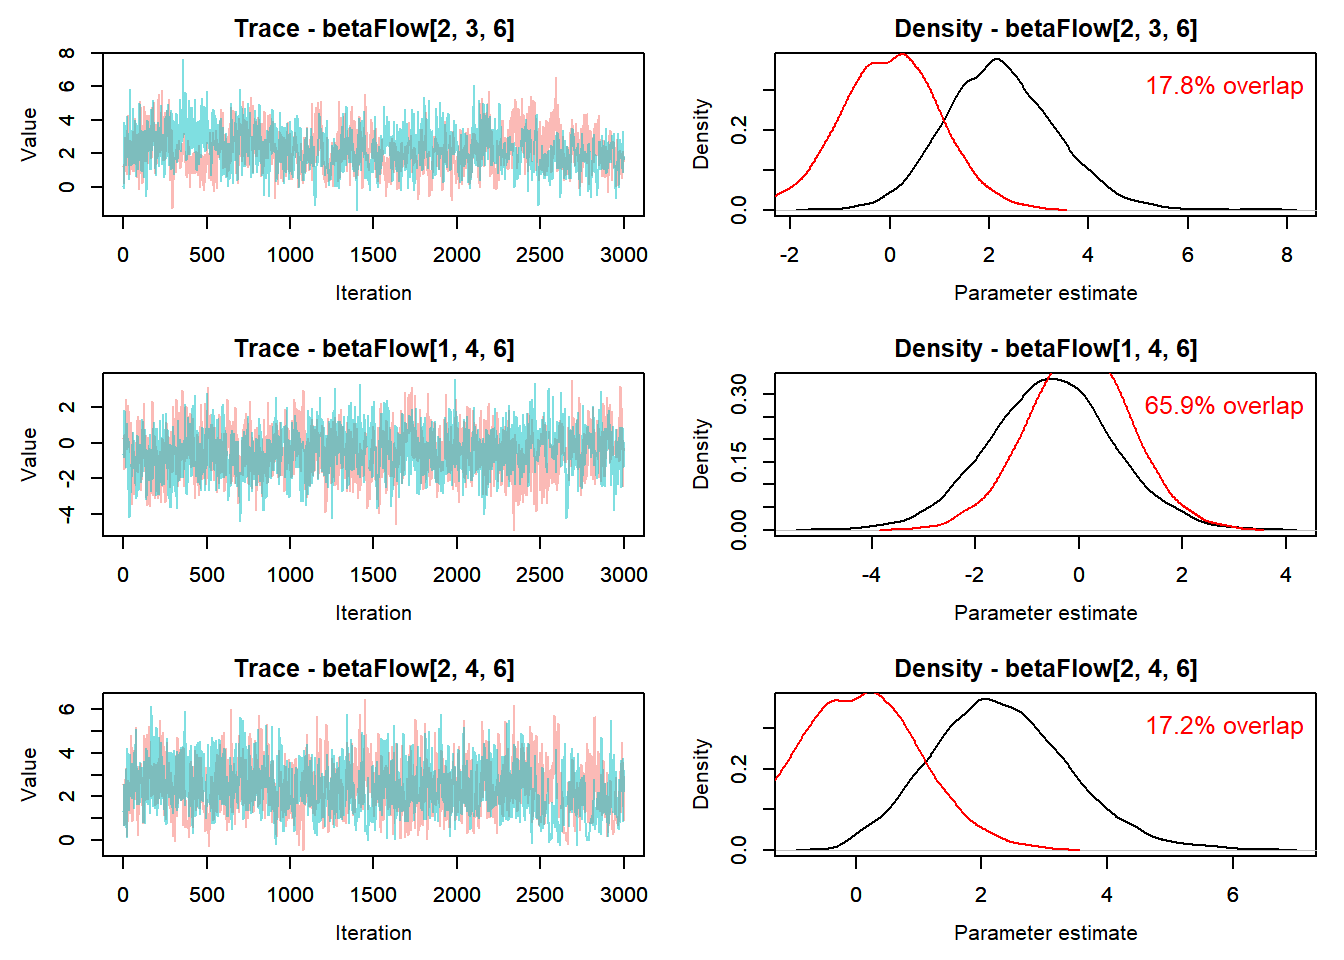 Trace - betaFlow[2, 3, 6]
Value
8
6
4
2
0
0 500 1000 1500 2000 2500 3000
Iteration
Density - betaFlow[2, 3, 6]
17.8% overlap
Density
0.2
0.0
-2 0 2 4 6 8
Parameter estimate
Trace - betaFlow[1, 4, 6]
Value
2
0
-2
-4
0 500 1000 1500 2000 2500 3000
Iteration
Density - betaFlow[1, 4, 6]
65.9% overlap
Density
0.30
0.15
0.00
-4 -2 0 2 4
Parameter estimate
Trace - betaFlow[2, 4, 6]
Value
6
4
2
0
0 500 1000 1500 2000 2500 3000
Iteration
Density - betaFlow[2, 4, 6]
17.2% overlap
Density
0.2
0.0
0 2 4 6
Parameter estimate